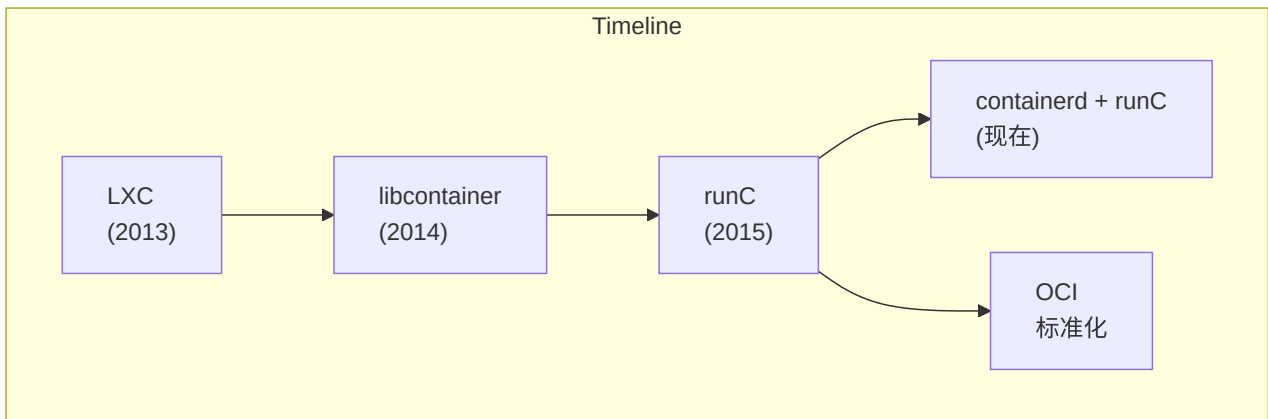 Timeline
LXC
(2013)
libcontainer
(2014)
runC
(2015)
containerd + runC
(现在)
OCI
标准化